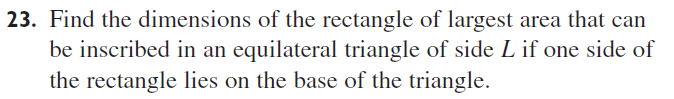 23. Find the dimensions of the rectangle of largest area that can
be inscribed in an equilateral triangle of side L if one side of
the rectangle lies on the base of the triangle.